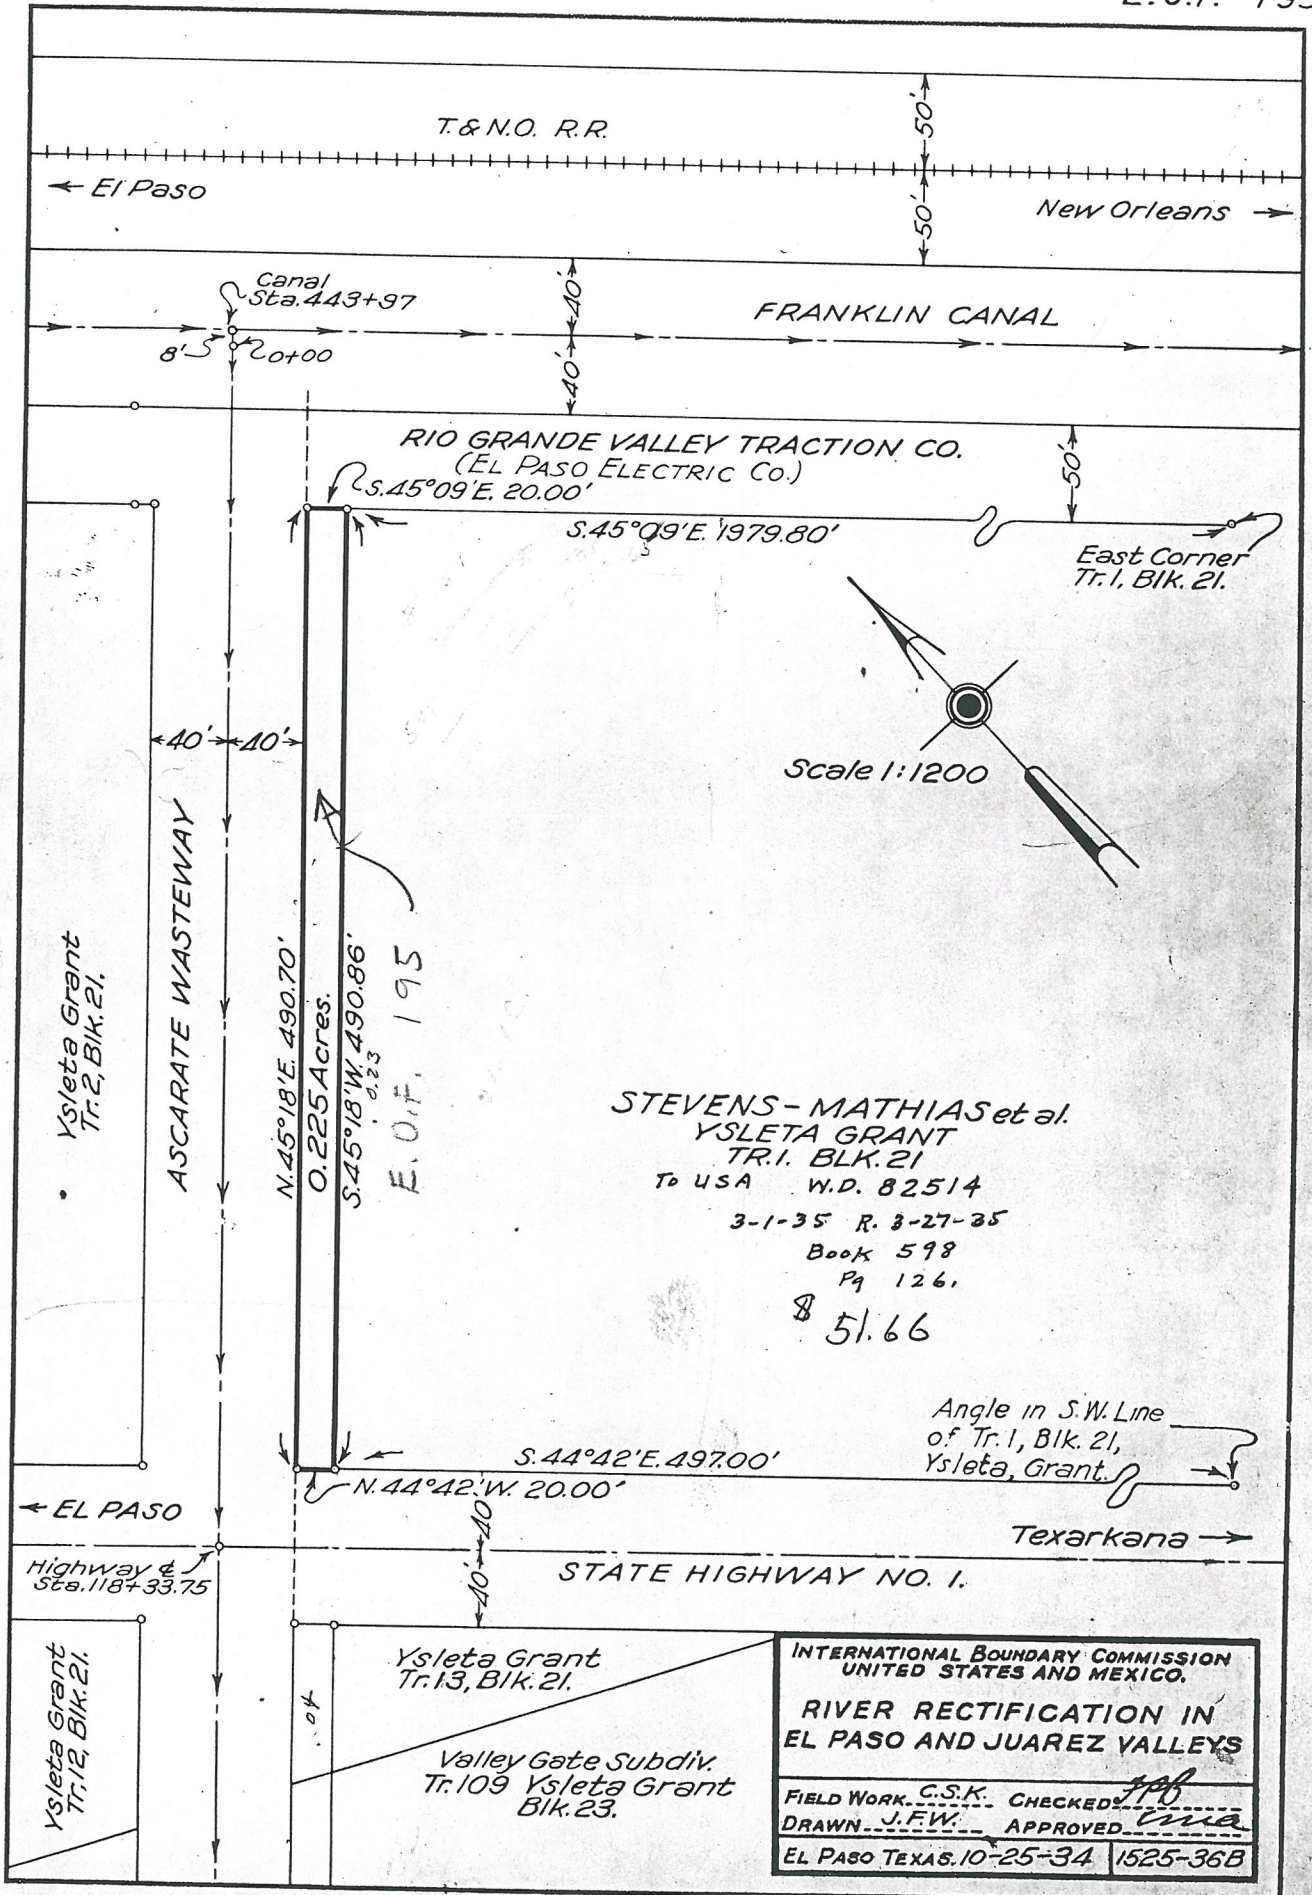 T.&N.O. R.R.
50'
← El Paso
New Orleans →
50'
Canal
Sta. 443+97
40'
FRANKLIN CANAL
8'
0+00
40'
RIO GRANDE VALLEY TRACTION CO.
(EL PASO ELECTRIC CO.)
50'
S.45°09'E. 20.00'
S.45°09'E. 1979.80'
East Corner
Tr.1, Blk. 21.
Scale 1:1200
40'
40'
Ysleta Grant
Tr.2, Blk.21.
ASCARATE WASTEWAY
N.45°18'E. 490.70'
0.225 Acres.
S.45°18'W. 490.86'
0.23
E.O.F. 195
STEVENS-MATHIAS et al.
YSLETA GRANT
TR.1. BLK.21
To USA W.D. 82514
3-1-35 R. 3-27-35
Book 598
Pg 126.
$ 51.66
Angle in S.W. Line
of Tr.1, Blk. 21,
Ysleta, Grant.
S.44°42'E. 497.00'
N.44°42'W. 20.00'
← EL PASO
40'
Texarkana →
Highway ℄
Sta. 118+33.75
40'
STATE HIGHWAY NO. 1.
Ysleta Grant
Tr.12, Blk.21.
40'
Ysleta Grant
Tr.13, Blk.21.
Valley Gate Subdiv.
Tr.109 Ysleta Grant
Blk.23.
INTERNATIONAL BOUNDARY COMMISSION
UNITED STATES AND MEXICO.
RIVER RECTIFICATION IN
EL PASO AND JUAREZ VALLEYS
FIELD WORK C.S.K. CHECKED
DRAWN J.F.W. APPROVED
EL PASO TEXAS. 10-25-34 1525-36B